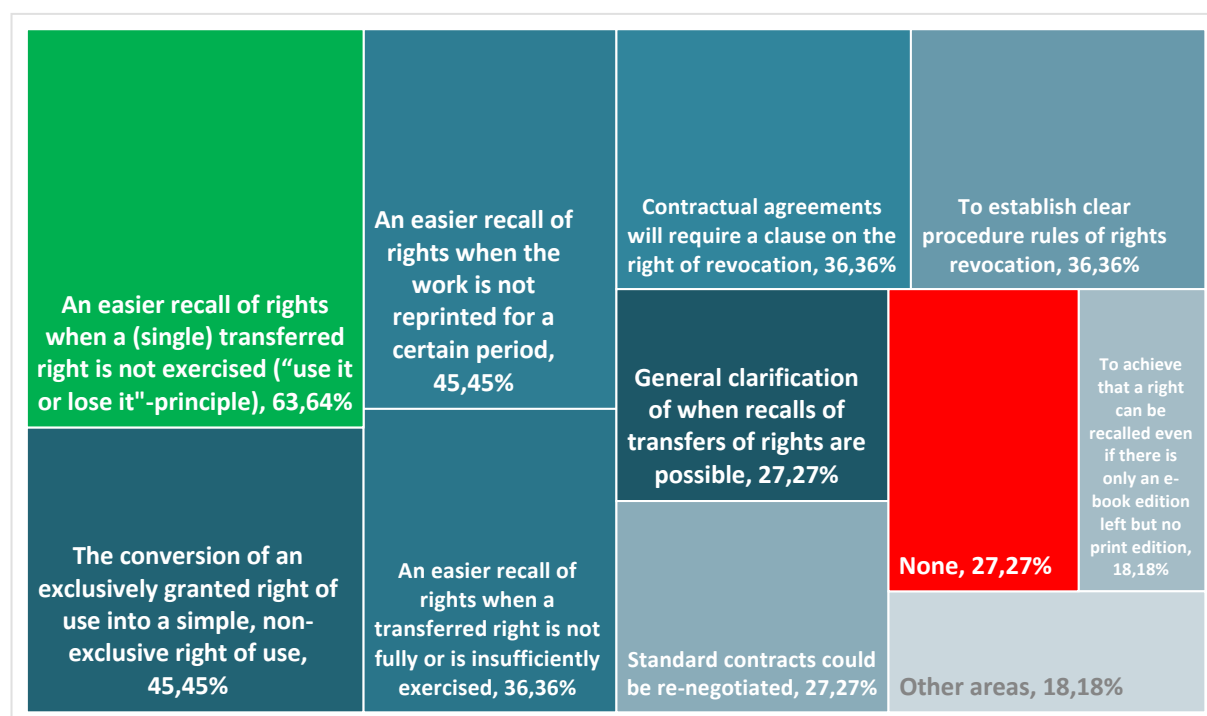 An easier recall of rights
when a (single) transferred
right is not exercised (“use it
or lose it"-principle), 63,64%
The conversion of an
exclusively granted right of
use into a simple, non-
exclusive right of use,
45,45%
An easier recall of
rights when the
work is not
reprinted for a
certain period,
45,45%
An easier recall of
rights when a
transferred right is not
fully or is insufficiently
exercised, 36,36%
Contractual agreements
will require a clause on the
right of revocation, 36,36%
To establish clear
procedure rules of rights
revocation, 36,36%
General clarification
of when recalls of
transfers of rights are
possible, 27,27%
Standard contracts could
be re-negotiated, 27,27%
None, 27,27%
To achieve
that a right
can be
recalled even
if there is
only an e-
book edition
left but no
print edition,
18,18%
Other areas, 18,18%